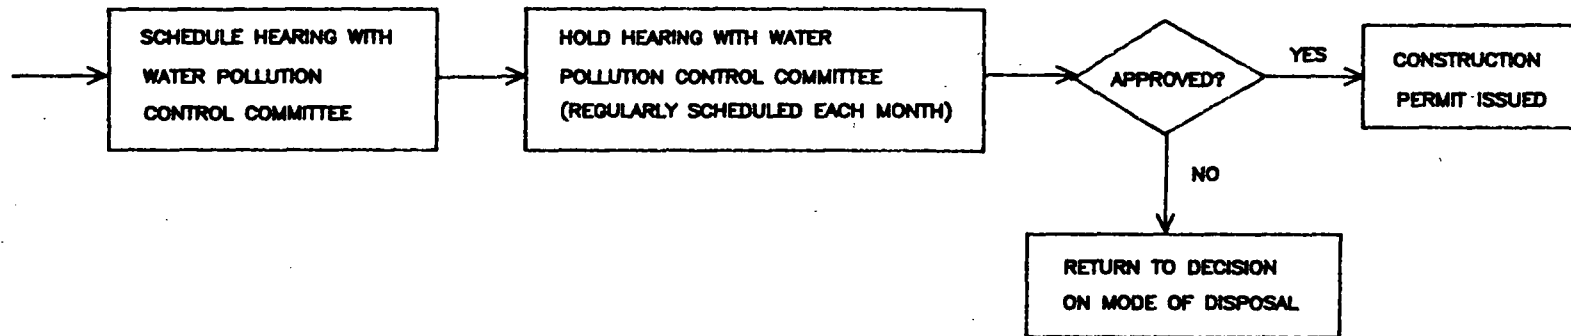 SCHEDULE HEARING WITH
WATER POLLUTION
CONTROL COMMITTEE
HOLD HEARING WITH WATER
POLLUTION CONTROL COMMITTEE
(REGULARLY SCHEDULED EACH MONTH)
APPROVED?
YES
CONSTRUCTION
PERMIT ISSUED
NO
RETURN TO DECISION
ON MODE OF DISPOSAL